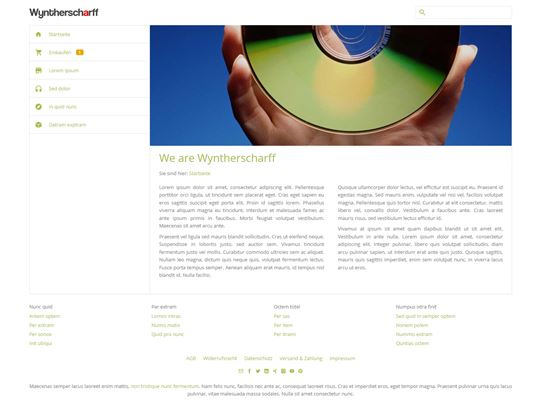 Wyntherscharff
Startseite
Einkaufen
Lorem ipsum
Sed dolor
In quid nunc
Datram expiram
We are Wyntherscharff
Sie sind hier: Startseite
Lorem ipsum dolor sit amet, consectetur adipiscing elit. Pellentesque
porttitor orci ligula, ut tincidunt sem placerat eget. Cras eget sapien eu
eros sagittis suscipit eget porta elit. Proin id sagittis lorem. Phasellus
viverra aliquam magna eu tincidunt. Interdum et malesuada fames ac
ante ipsum primis in faucibus. Morbi feugiat volutpat vestibulum.
Maecenas sit amet arcu ante.
Praesent vel ligula sed mauris blandit sollicitudin. Cras ut eleifend neque.
Suspendisse in lobortis justo, sed auctor sem. Vivamus tincidunt
fermentum justo vel mollis. Curabitur commodo ultricies sem ac aliquet.
Nullam leo magna, dictum quis neque quis, volutpat fermentum lectus.
Fusce porta tempus semper. Aenean aliquam erat mauris, id tempus nisl
blandit id. Nulla facilisi.
Quisque ullamcorper dolor lectus, vel efficitur est suscipit eu. Praesent id
egestas magna. Sed mauris enim, vulputate vel nisi vel, facilisis volutpat
magna. Pellentesque quis tortor nisl. Curabitur at elit consectetur, mattis
libero vel, convallis dolor. Vestibulum a faucibus ante. Cras laoreet
mauris risus, sed vestibulum lectus efficitur id.
Vivamus at ipsum sit amet quam dapibus blandit ut sit amet elit.
Vestibulum in ante nulla. Lorem ipsum dolor sit amet, consectetur
adipiscing elit. Integer pulvinar, libero quis volutpat sollicitudin, diam
arcu pulvinar sapien, ut interdum erat ante quis justo. Quisque sagittis,
mauris quis sagittis imperdiet, enim sem volutpat nunc, in viverra lacus
arcu ut eros.
Nunc quid
Antem optem
Per extram
Per sonox
Init ubiqui
Per extram
Lomos intras
Numis matin
Quid pro nunc
Octem titel
Per sas
Per item
Per itrami
Numpus otra find
Sed quid in semper optem
Nonem polem
Nummo extram
Quntias ostem
AGB Widerrufsrecht Datenschutz Versand & Zahlung Impressum
Maecenas semper lacus laoreet enim mattis, non tristique nunc fermentum. Nam felis nunc, facilisis nec ante ac, consequat laoreet risus. Cras et imperdiet eros, eget tempor magna. Praesent pulvinar urna quis lacus
pulvinar, vitae malesuada massa sodales. Nulla sit amet consectetur nunc.